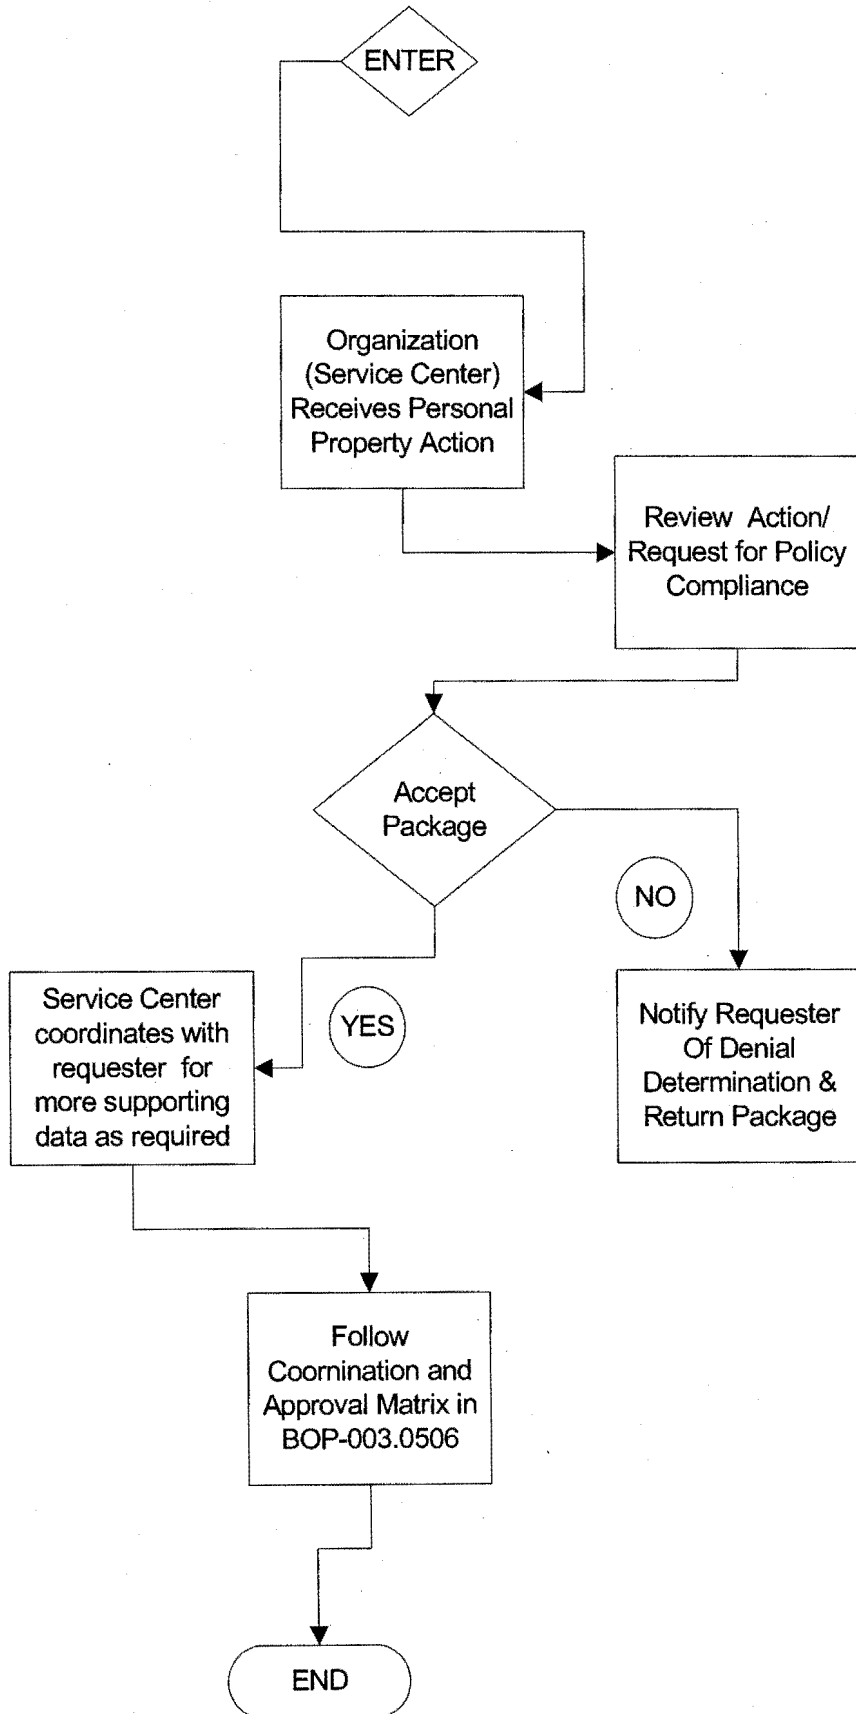 ENTER
Organization
(Service Center)
Receives Personal
Property Action
Review Action/
Request for Policy
Compliance
Accept
Package
NO
YES
Service Center
coordinates with
requester for
more supporting
data as required
Notify Requester
Of Denial
Determination &
Return Package
Follow
Coornination and
Approval Matrix in
BOP-003.0506
END